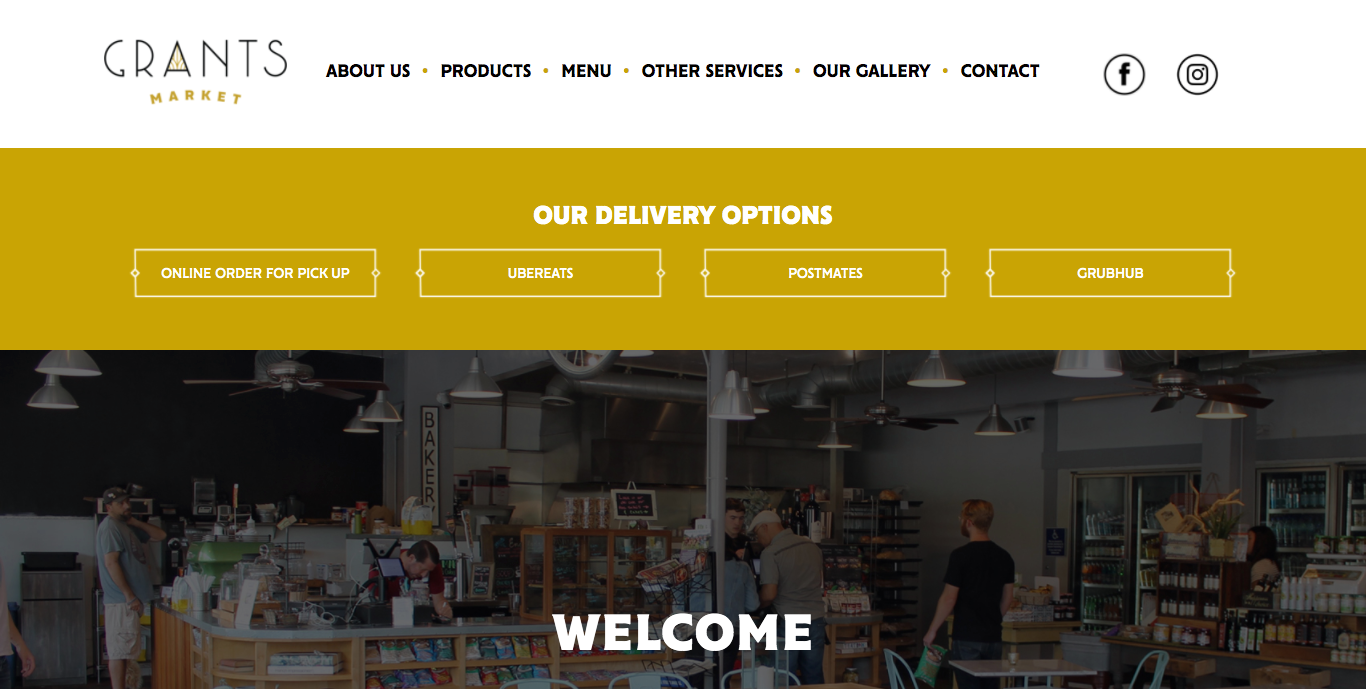 GRANTS
MARKET
ABOUT US • PRODUCTS • MENU • OTHER SERVICES • OUR GALLERY • CONTACT
OUR DELIVERY OPTIONS
ONLINE ORDER FOR PICK UP
UBEREATS
POSTMATES
GRUBHUB
BAKER
WELCOME